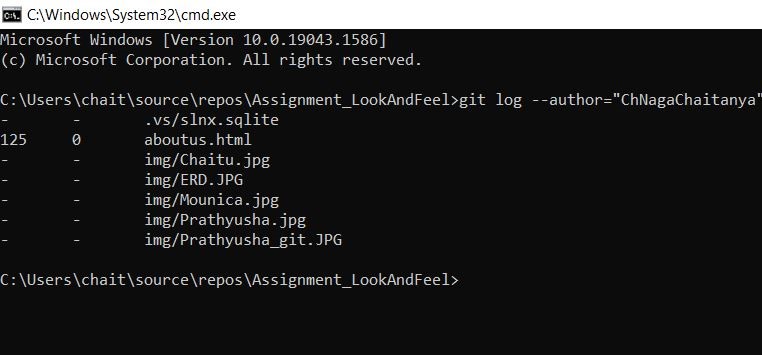 C:\Windows\System32\cmd.exe
Microsoft Windows [Version 10.0.19043.1586]
(c) Microsoft Corporation. All rights reserved.
C:\Users\chait\source\repos\Assignment_LookAndFeel>git log --author="ChNagaChaitanya"
- - .vs/slnx.sqlite
125 0 aboutus.html
- - img/Chaitu.jpg
- - img/ERD.JPG
- - img/Mounica.jpg
- - img/Prathyusha.jpg
- - img/Prathyusha_git.JPG
C:\Users\chait\source\repos\Assignment_LookAndFeel>